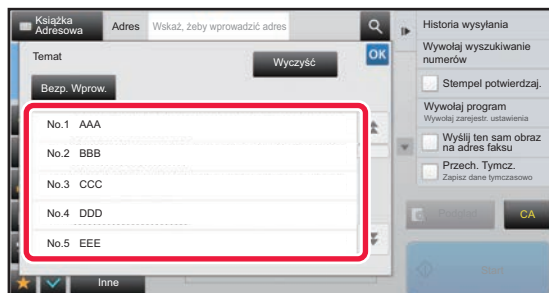 Książka
Adresowa
Adres
Wskaż, żeby wprowadzić adres
Temat
Wyczyść
OK
Bezp. Wprow.
No.1 AAA
No.2 BBB
No.3 CCC
No.4 DDD
No.5 EEE
Inne
Historia wysyłania
Wywołaj wyszukiwanie
numerów
Stempel potwierdzaj.
Wywołaj program
Wywołaj zarejestr. ustawienia
Wyślij ten sam obraz
na adres faksu
Przech. Tymcz.
Zapisz dane tymczasowo
CA
Start